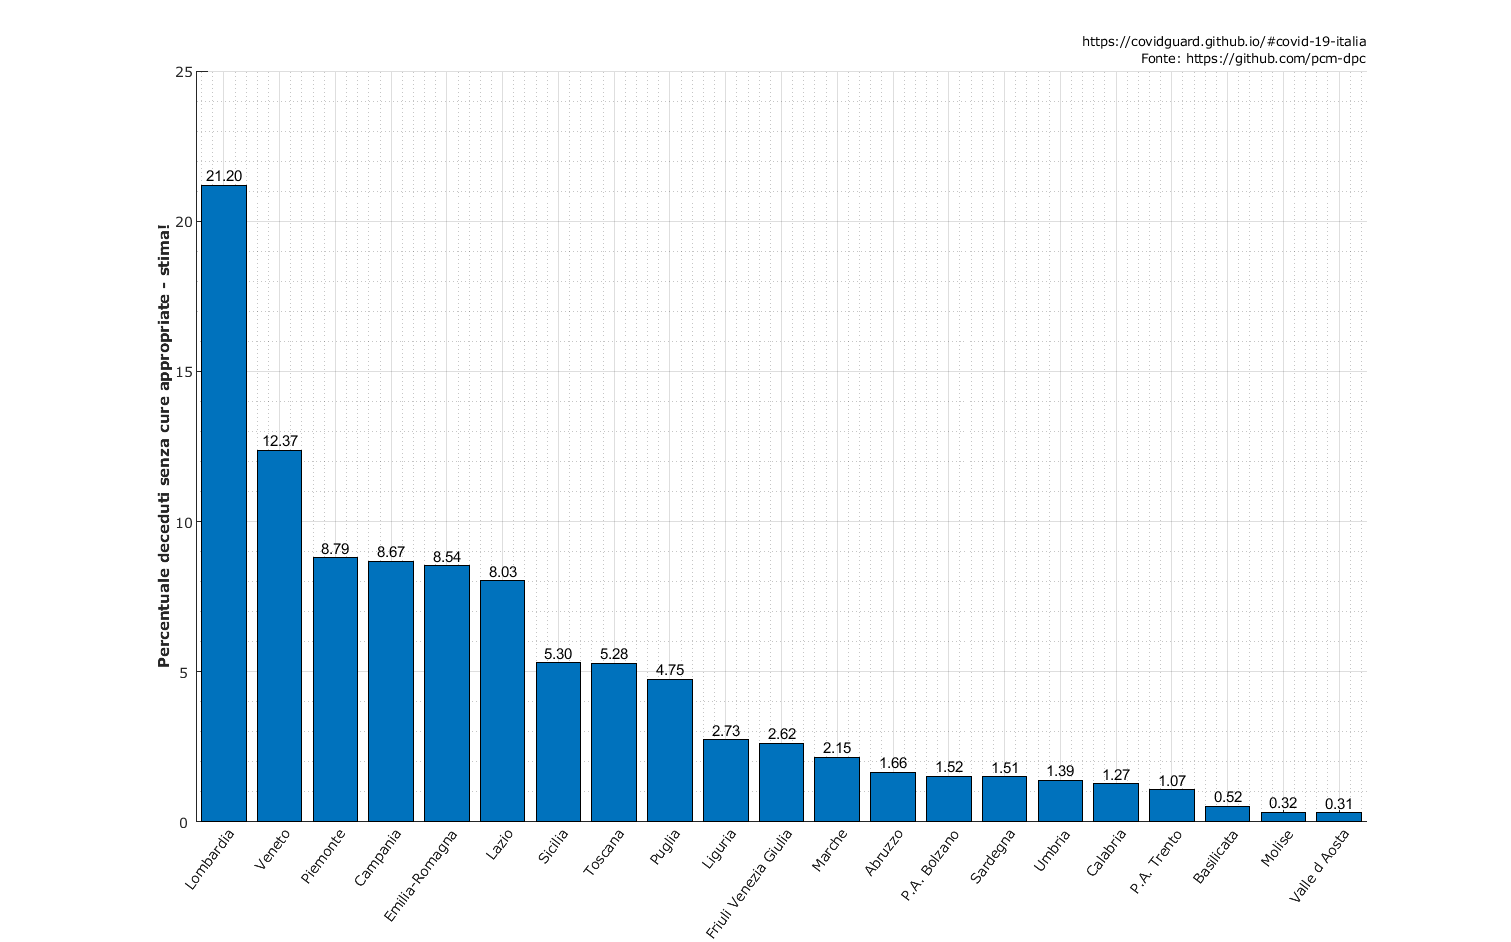 https://covidguard.github.io/#covid-19-italia
Fonte: https://github.com/pcm-dpc
Percentuale deceduti senza cure appropriate - stima!
25
20
15
10
5
0
21.20
12.37
8.79
8.67
8.54
8.03
5.30
5.28
4.75
2.73
2.62
2.15
1.66
1.52
1.51
1.39
1.27
1.07
0.52
0.32
0.31
Lombardia
Veneto
Piemonte
Campania
Emilia-Romagna
Lazio
Sicilia
Toscana
Puglia
Liguria
Friuli Venezia Giulia
Marche
Abruzzo
P.A. Bolzano
Sardegna
Umbria
Calabria
P.A. Trento
Basilicata
Molise
Valle d Aosta